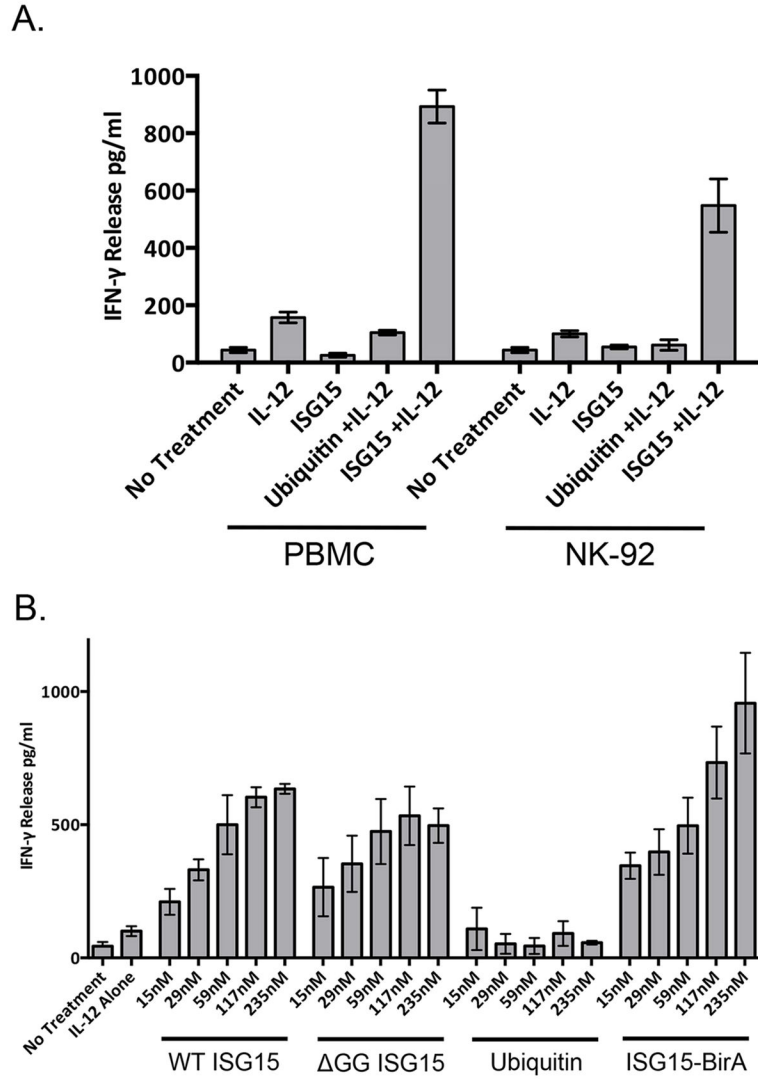 A.
IFN-γ Release pg/ml
1000
800
600
400
200
0
No Treatment
IL-12
ISG15
Ubiquitin +IL-12
ISG15 +IL-12
No Treatment
IL-12
ISG15
Ubiquitin +IL-12
ISG15 +IL-12
PBMC
NK-92
B.
IFN-γ Release pg/ml
1000
500
0
No Treatment
IL-12 Alone
15nM
29nM
59nM
117nM
235nM
15nM
29nM
59nM
117nM
235nM
15nM
29nM
59nM
117nM
235nM
15nM
29nM
59nM
117nM
235nM
WT ISG15
ΔGG ISG15
Ubiquitin
ISG15-BirA